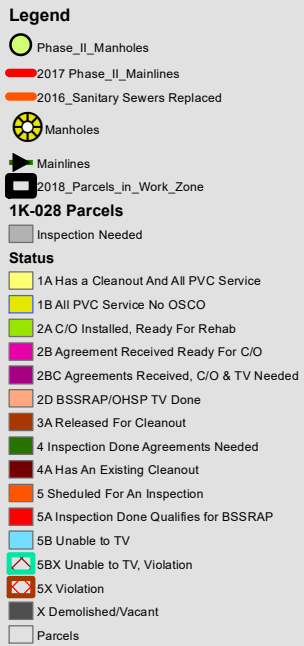 Legend
Phase_II_Manholes
2017 Phase_II_Mainlines
2016_Sanitary Sewers Replaced
Manholes
Mainlines
2018_Parcels_in_Work_Zone
1K-028 Parcels
Inspection Needed
Status
1A Has a Cleanout And All PVC Service
1B All PVC Service No OSCO
2A C/O Installed, Ready For Rehab
2B Agreement Received Ready For C/O
2BC Agreements Received, C/O & TV Needed
2D BSSRAP/OHSP TV Done
3A Released For Cleanout
4 Inspection Done Agreements Needed
4A Has An Existing Cleanout
5 Sheduled For An Inspection
5A Inspection Done Qualifies for BSSRAP
5B Unable to TV
5BX Unable to TV, Violation
5X Violation
X Demolished/Vacant
Parcels